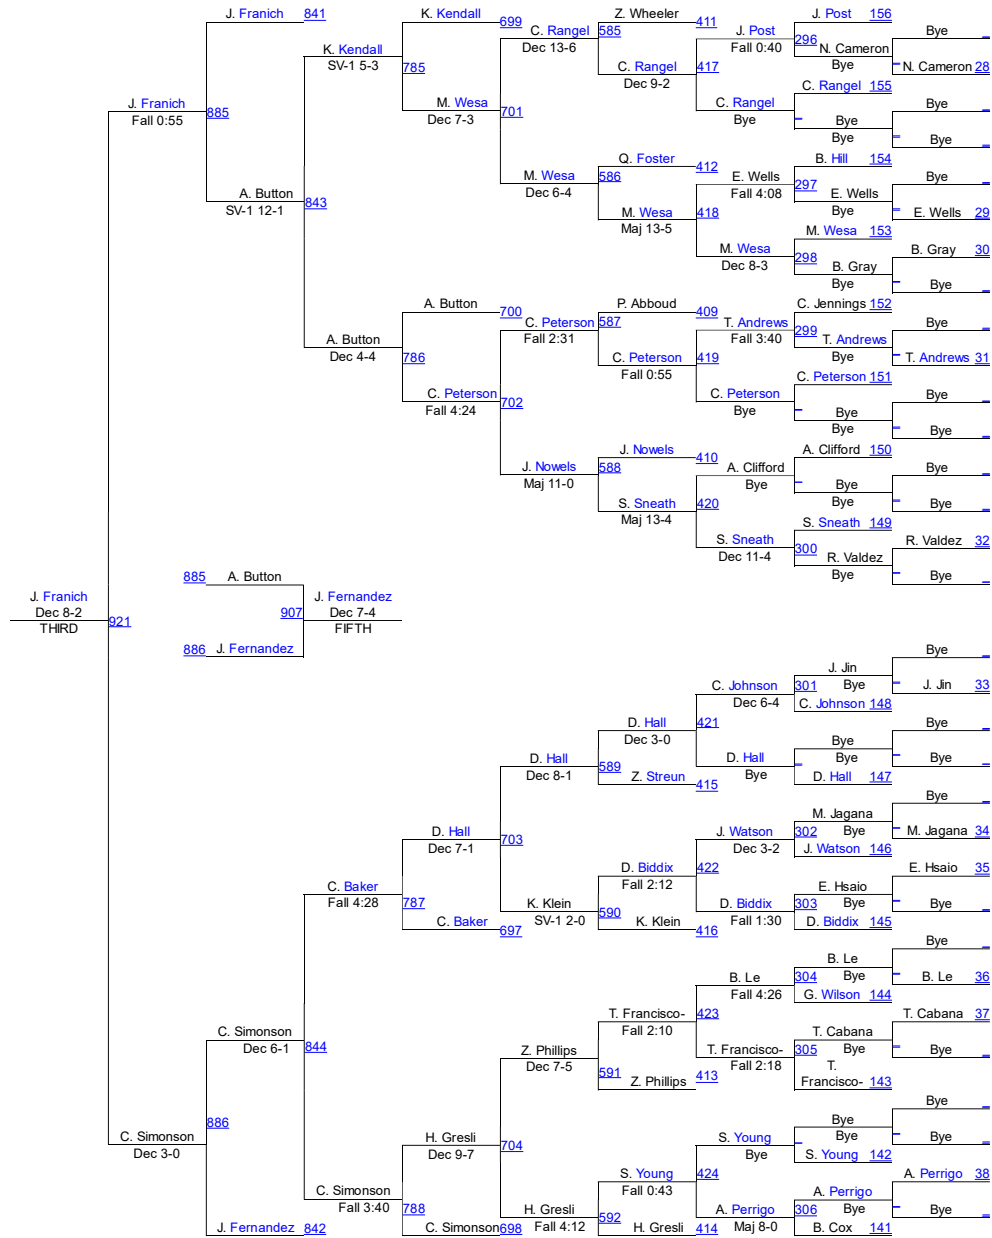 J. Franich 841
K. Kendall 699
Z. Wheeler 411
J. Post 156
Bye
C. Rangel 585
Dec 13-6
J. Post
Fall 0:40
296
N. Cameron
Bye
N. Cameron 28
K. Kendall
SV-1 5-3
785
C. Rangel
Dec 9-2
417
C. Rangel 155
J. Franich
Fall 0:55
885
M. Wesa
Dec 7-3
701
C. Rangel
Bye
Bye
Bye
Bye
Bye
Q. Foster 412
B. Hill 154
M. Wesa
Dec 6-4
586
E. Wells
Fall 4:08
297
Bye
A. Button
SV-1 12-1
843
M. Wesa
Maj 13-5
418
E. Wells
Bye
E. Wells 29
M. Wesa 153
M. Wesa
Dec 8-3
298
B. Gray 30
B. Gray
Bye
Bye
A. Button 700
P. Abboud 409
C. Jennings 152
C. Peterson 587
Fall 2:31
T. Andrews
Fall 3:40
299
Bye
A. Button
Dec 4-4
786
T. Andrews
Bye
C. Peterson
Fall 0:55
419
T. Andrews 31
C. Peterson 151
C. Peterson
Fall 4:24
702
C. Peterson
Bye
Bye
Bye
Bye
Bye
J. Nowels 410
A. Clifford 150
J. Nowels
Maj 11-0
588
A. Clifford
Bye
Bye
Bye
Bye
S. Sneath
Maj 13-4
420
Bye
S. Sneath 149
S. Sneath
Dec 11-4
300
R. Valdez 32
R. Valdez
Bye
Bye
885 A. Button
J. Franich
Dec 8-2
THIRD
921
907
J. Fernandez
Dec 7-4
FIFTH
886 J. Fernandez
Bye
J. Jin
Bye
J. Jin 33
C. Johnson
Dec 6-4
301
C. Johnson 148
D. Hall
Dec 3-0
421
Bye
Bye
Bye
D. Hall
Dec 8-1
589
D. Hall
Bye
Bye
Z. Streun 415
D. Hall 147
Bye
M. Jagana
Bye
M. Jagana 34
D. Hall
Dec 7-1
703
J. Watson
Dec 3-2
302
J. Watson 146
D. Biddix
Fall 2:12
422
E. Hsaio 35
C. Baker
Fall 4:28
787
E. Hsaio
Bye
Bye
K. Klein
SV-1 2-0
590
D. Biddix
Fall 1:30
303
C. Baker 697
K. Klein 416
D. Biddix 145
Bye
B. Le
Bye
B. Le 36
B. Le
Fall 4:26
304
G. Wilson 144
T. Francisco-
Fall 2:10
423
T. Cabana 37
C. Simonson
Dec 6-1
844
T. Cabana
Bye
Bye
Z. Phillips
Dec 7-5
591
T. Francisco-
Fall 2:18
305
T.
Francisco- 143
Z. Phillips 413
Bye
886
Bye
Bye
Bye
C. Simonson
Dec 3-0
H. Gresli
Dec 9-7
704
S. Young
Bye
S. Young 142
S. Young
Fall 0:43
424
A. Perrigo 38
C. Simonson
Fall 3:40
788
A. Perrigo
Bye
Bye
H. Gresli
Fall 4:12
592
A. Perrigo
Maj 8-0
306
J. Fernandez 842
C. Simonson 698
H. Gresli 414
B. Cox 141